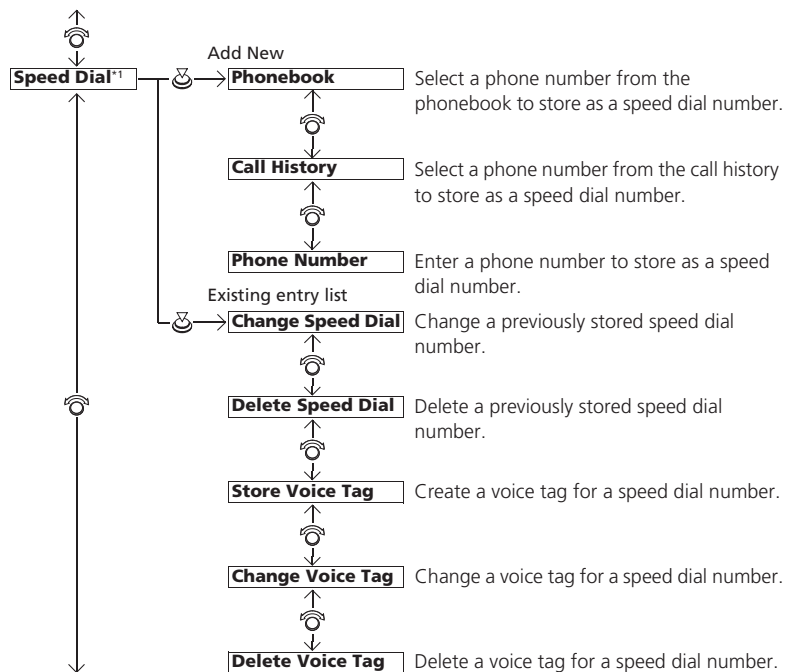 Add New
Speed Dial*1
Phonebook
Select a phone number from the
phonebook to store as a speed dial number.
Call History
Select a phone number from the call history
to store as a speed dial number.
Phone Number
Enter a phone number to store as a speed
dial number.
Existing entry list
Change Speed Dial
Change a previously stored speed dial
number.
Delete Speed Dial
Delete a previously stored speed dial
number.
Store Voice Tag
Create a voice tag for a speed dial number.
Change Voice Tag
Change a voice tag for a speed dial number.
Delete Voice Tag
Delete a voice tag for a speed dial number.